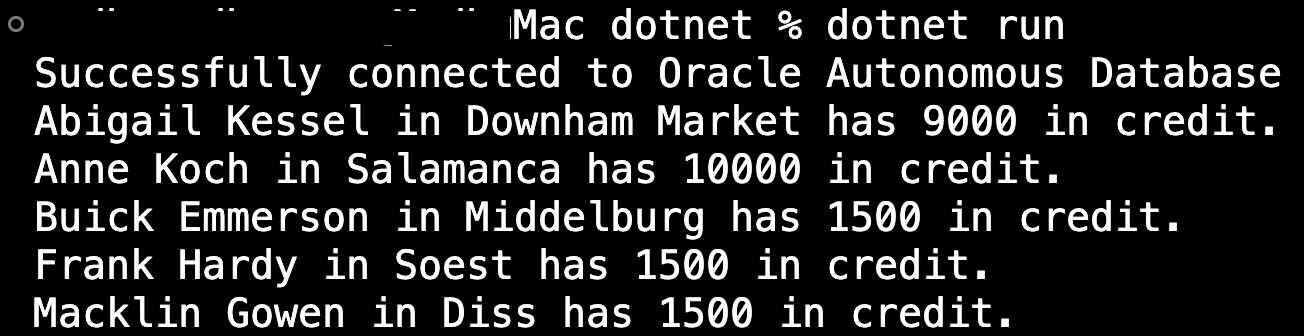 Mac dotnet % dotnet run
Successfully connected to Oracle Autonomous Database
Abigail Kessel in Downham Market has 9000 in credit.
Anne Koch in Salamanca has 10000 in credit.
Buick Emmerson in Middelburg has 1500 in credit.
Frank Hardy in Soest has 1500 in credit.
Macklin Gowen in Diss has 1500 in credit.